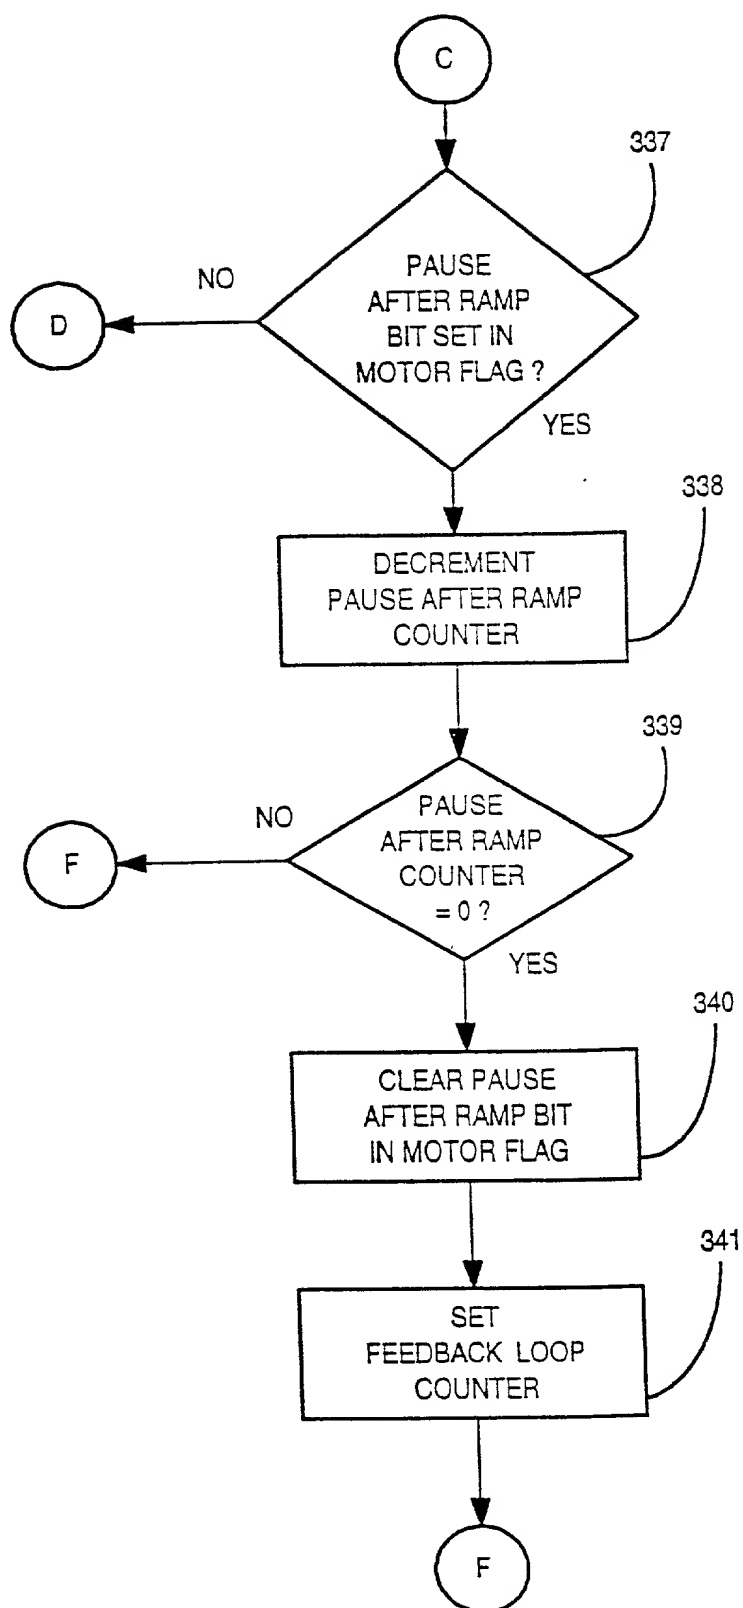 C
337
PAUSE
AFTER RAMP
BIT SET IN
MOTOR FLAG ?
NO
D
YES
338
DECREMENT
PAUSE AFTER RAMP
COUNTER
339
PAUSE
AFTER RAMP
COUNTER
= 0 ?
NO
F
YES
340
CLEAR PAUSE
AFTER RAMP BIT
IN MOTOR FLAG
341
SET
FEEDBACK LOOP
COUNTER
F